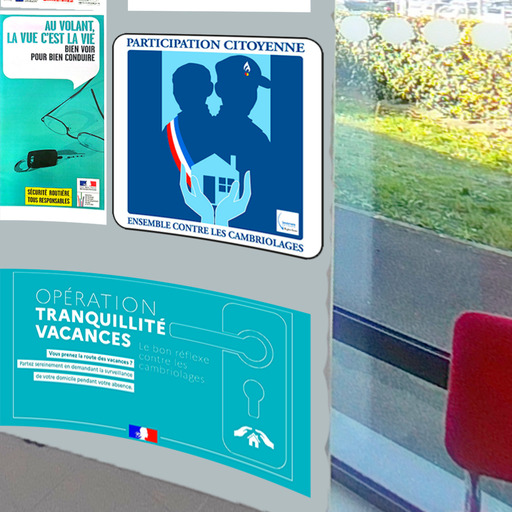 AU VOLANT,
LA VUE C'EST LA VIE
BIEN VOIR
POUR BIEN CONDUIRE
SÉCURITÉ ROUTIÈRE
TOUS RESPONSABLES
PARTICIPATION CITOYENNE
ENSEMBLE CONTRE LES CAMBRIOLAGES
OPÉRATION
TRANQUILLITÉ
VACANCES
Le bon réflexe
contre les
cambriolages
Vous prenez la route des vacances ?
Partez sereinement en demandant la surveillance
de votre domicile pendant votre absence.